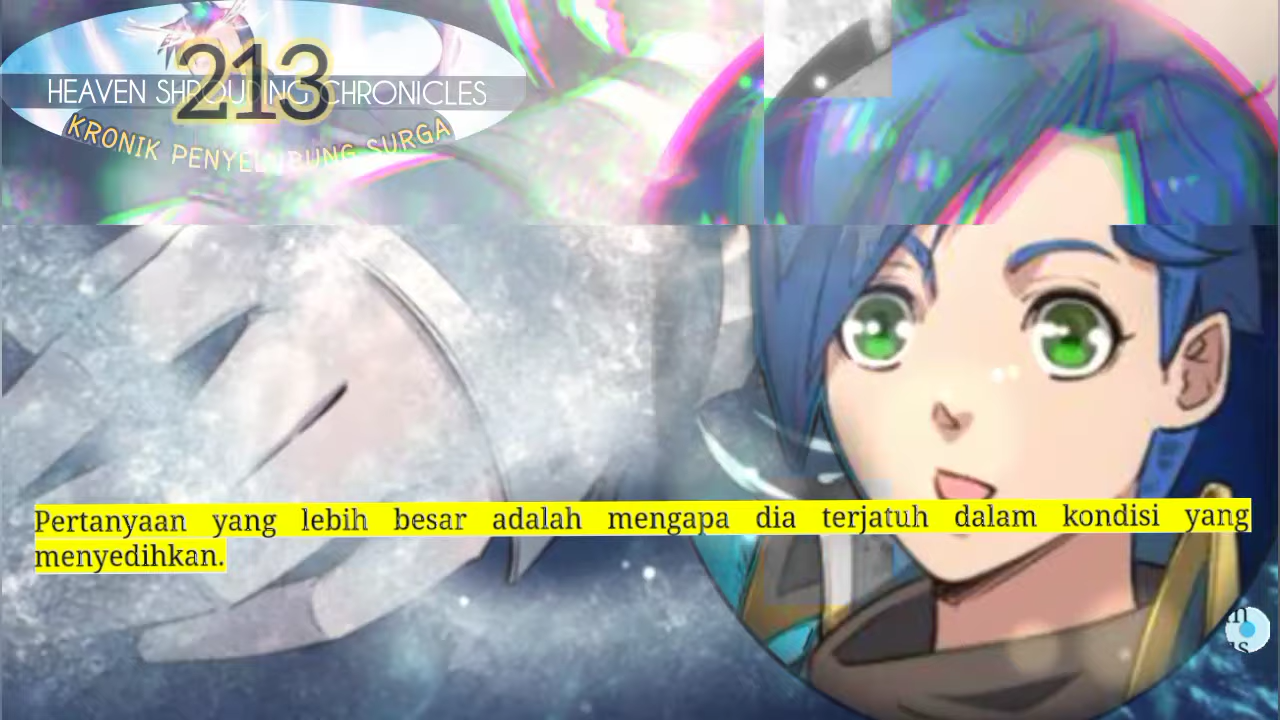 213
HEAVEN SHROUDING CHRONICLES
KRONIK PENYELUBUNG SURGA
Pertanyaan yang lebih besar adalah mengapa dia terjatuh dalam kondisi yang
menyedihkan.